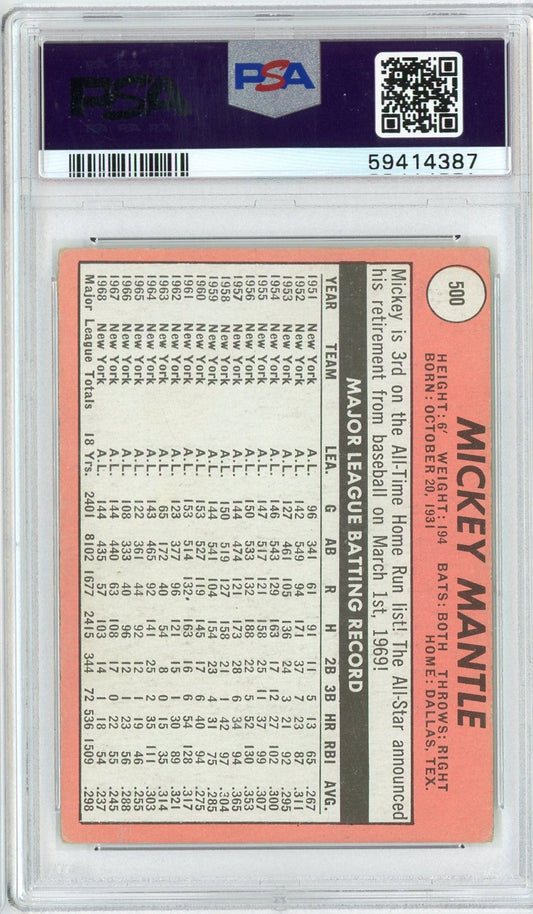 PSA
PSA
59414387
500
MICKEY MANTLE
HEIGHT: 6' WEIGHT: 194 BATS: BOTH THROWS: RIGHT
BORN: OCTOBER 20, 1931 HOME: DALLAS, TEX.
Mickey is 3rd on the All-Time Home Run list! The All-Star announced
his retirement from baseball on March 1st, 1969!
MAJOR LEAGUE BATTING RECORD
YEAR TEAM LEA. G AB R H 2B 3B HR RBI AVG.
1951 New York A.L. 96 341 61 91 11 5 13 65 .267
1952 New York A.L. 142 549 94 171 37 7 23 87 .311
1953 New York A.L. 127 461 105 136 24 3 21 92 .295
1954 New York A.L. 146 543 129 163 17 12 27 102 .300
1955 New York A.L. 147 517 121 158 25 11 37 99 .307
1956 New York A.L. 150 533 132 188 22 5 52 130 .353
1957 New York A.L. 144 474 121 173 28 6 34 94 .365
1958 New York A.L. 150 519 127 158 21 1 42 97 .304
1959 New York A.L. 144 541 104 154 23 4 31 75 .285
1960 New York A.L. 153 527 119 145 17 6 40 94 .275
1961 New York A.L. 153 514 132 163 16 6 54 128 .317
1962 New York A.L. 123 377 96 121 15 1 30 89 .321
1963 New York A.L. 65 172 40 54 8 0 15 35 .314
1964 New York A.L. 143 465 92 141 25 2 35 111 .303
1965 New York A.L. 122 361 44 92 12 1 19 46 .255
1966 New York A.L. 108 333 40 96 12 1 23 56 .288
1967 New York A.L. 144 440 63 108 17 0 22 55 .245
1968 New York A.L. 144 435 57 103 14 1 18 54 .237
Major League Totals 18 Yrs. 2401 8102 1677 2415 344 72 536 1509 .298